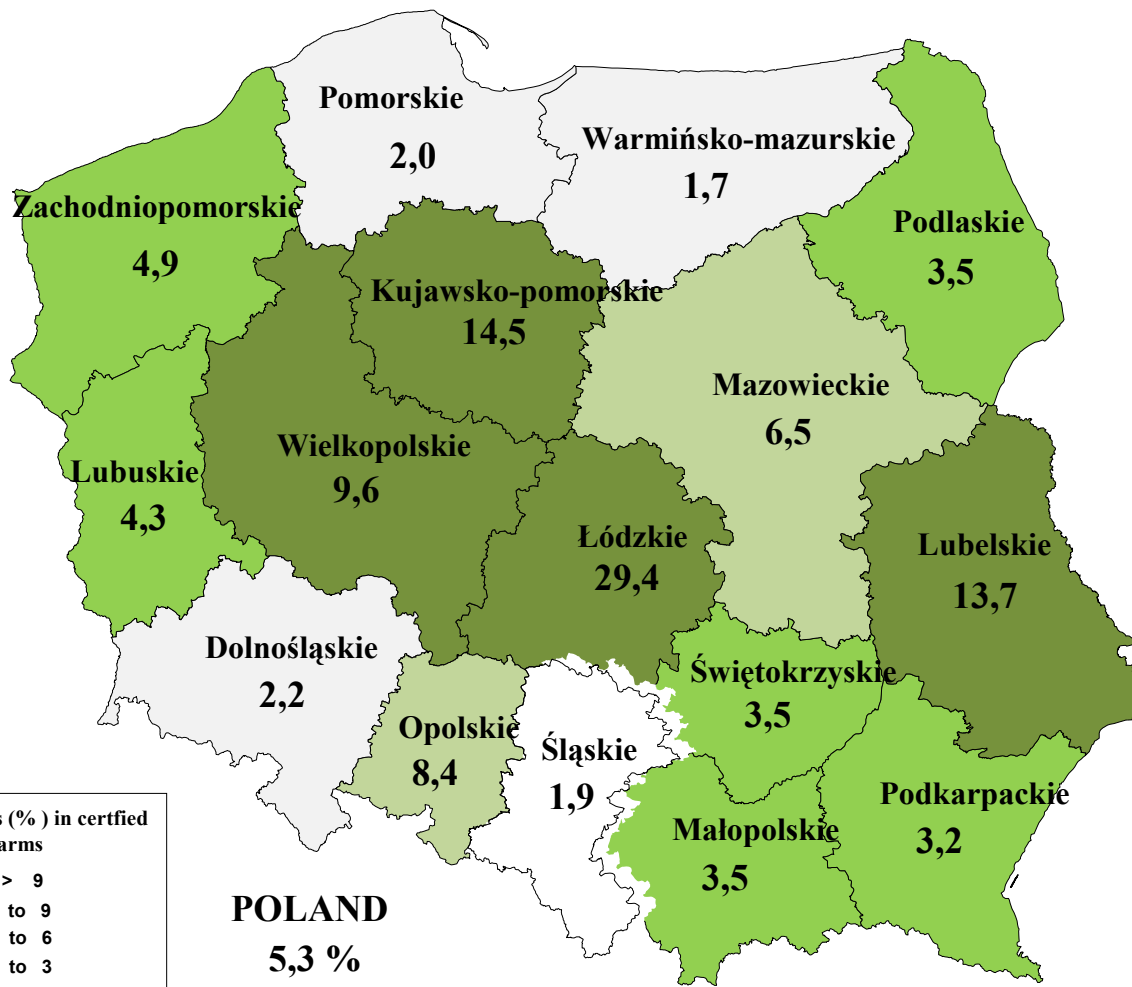 Pomorskie
2,0
Warmińsko-mazurskie
1,7
Zachodniopomorskie
4,9
Podlaskie
3,5
Kujawsko-pomorskie
14,5
Mazowieckie
6,5
Wielkopolskie
9,6
Lubuskie
4,3
Łódzkie
29,4
Lubelskie
13,7
Dolnośląskie
2,2
Świętokrzyskie
3,5
Opolskie
8,4
Śląskie
1,9
Podkarpackie
3,2
Małopolskie
3,5
POLAND
5,3 %
(% ) in certfied
> 9
to 9
to 6
to 3